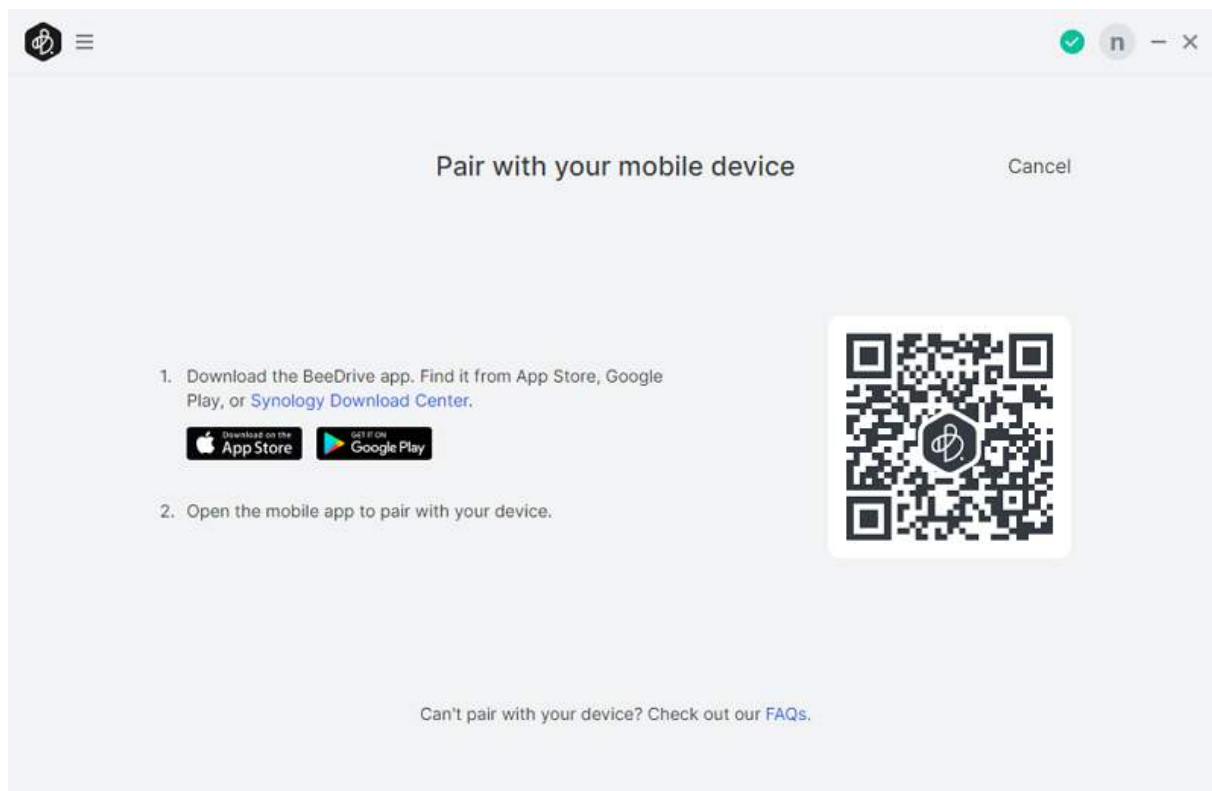 n
Pair with your mobile device
Cancel
1. Download the BeeDrive app. Find it from App Store, Google
Play, or Synology Download Center.
Download on the
App Store
GET IT ON
Google Play
2. Open the mobile app to pair with your device.
Can't pair with your device? Check out our FAQs.